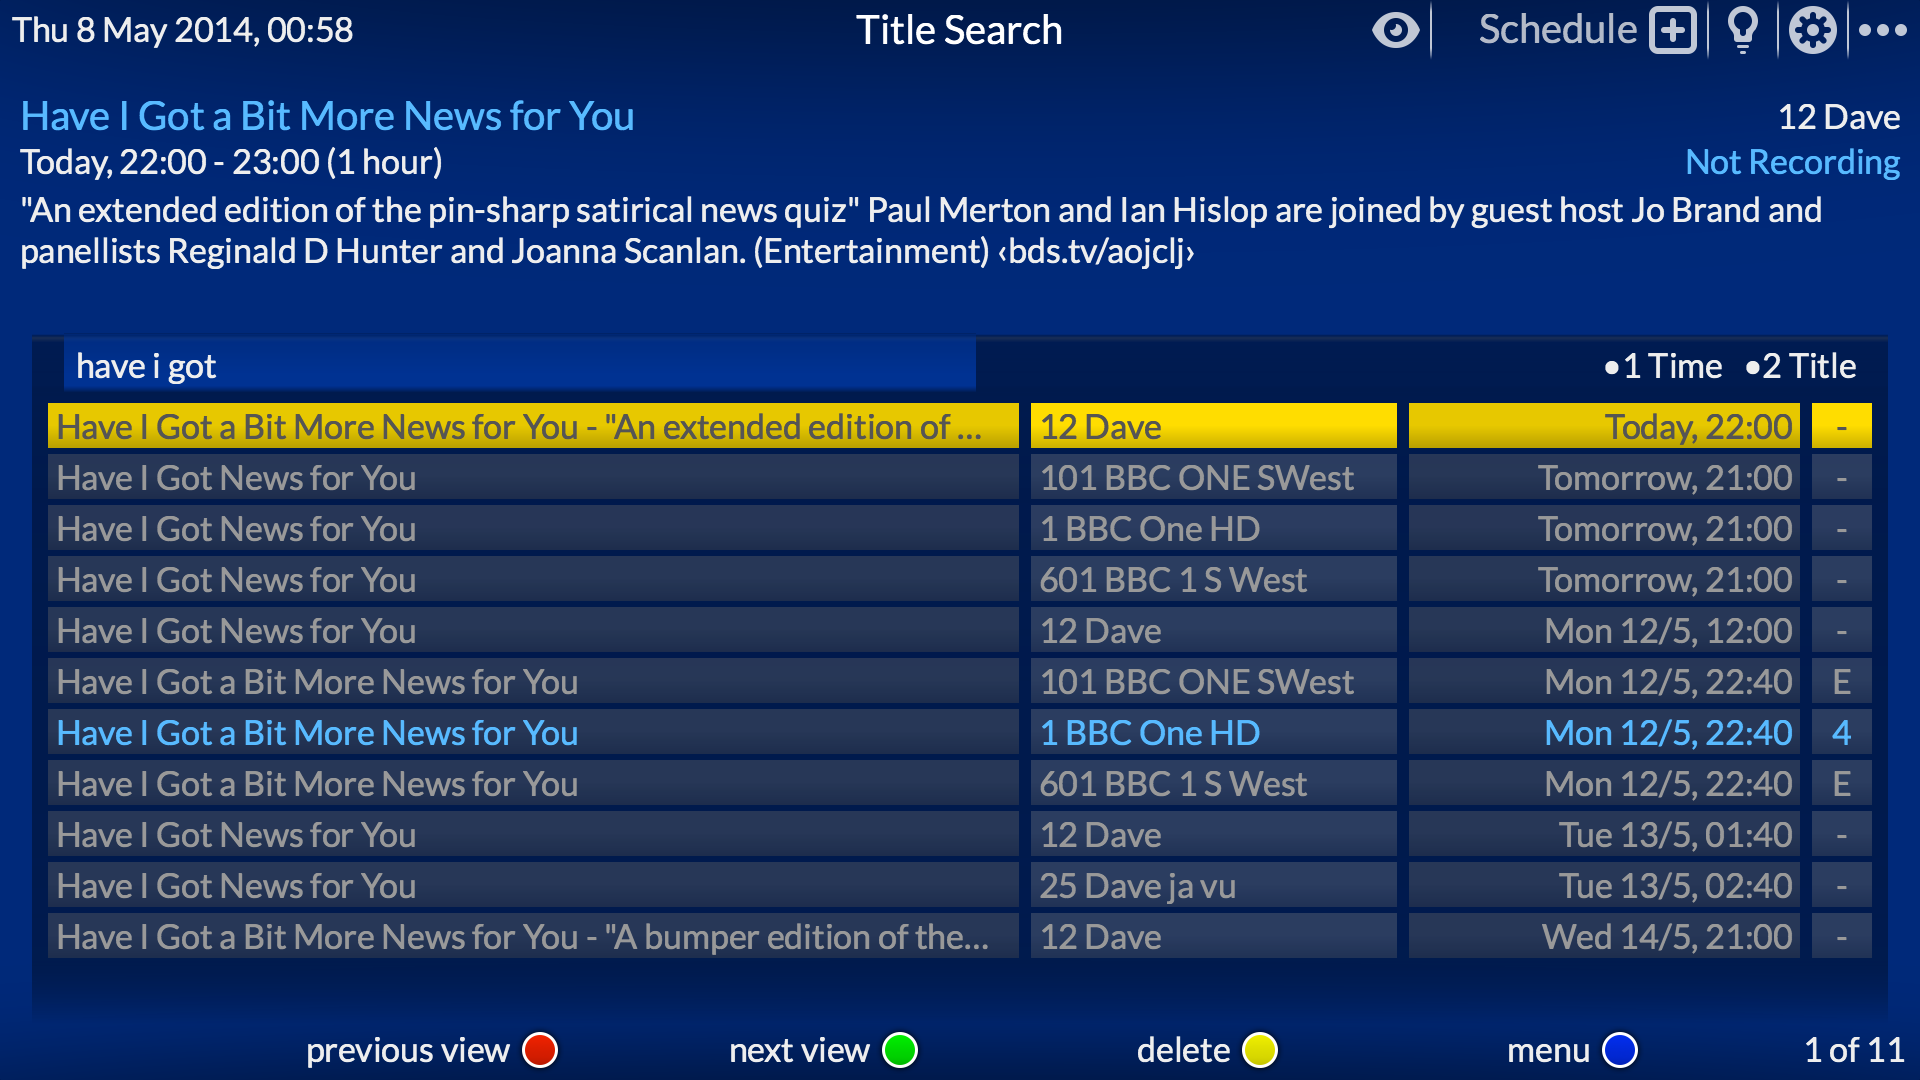 Thu 8 May 2014, 00:58 Title Search Schedule
Have I Got a Bit More News for You 12 Dave
Today, 22:00 - 23:00 (1 hour) Not Recording
"An extended edition of the pin-sharp satirical news quiz" Paul Merton and Ian Hislop are joined by guest host Jo Brand and
panellists Reginald D Hunter and Joanna Scanlan. (Entertainment) ‹bds.tv/aojclj›
have i got •1 Time •2 Title
Have I Got a Bit More News for You - "An extended edition of ... 12 Dave Today, 22:00 -
Have I Got News for You 101 BBC ONE SWest Tomorrow, 21:00 -
Have I Got News for You 1 BBC One HD Tomorrow, 21:00 -
Have I Got News for You 601 BBC 1 S West Tomorrow, 21:00 -
Have I Got News for You 12 Dave Mon 12/5, 12:00 -
Have I Got a Bit More News for You 101 BBC ONE SWest Mon 12/5, 22:40 E
Have I Got a Bit More News for You 1 BBC One HD Mon 12/5, 22:40 4
Have I Got a Bit More News for You 601 BBC 1 S West Mon 12/5, 22:40 E
Have I Got News for You 12 Dave Tue 13/5, 01:40 -
Have I Got News for You 25 Dave ja vu Tue 13/5, 02:40 -
Have I Got a Bit More News for You - "A bumper edition of the... 12 Dave Wed 14/5, 21:00 -
previous view next view delete menu 1 of 11